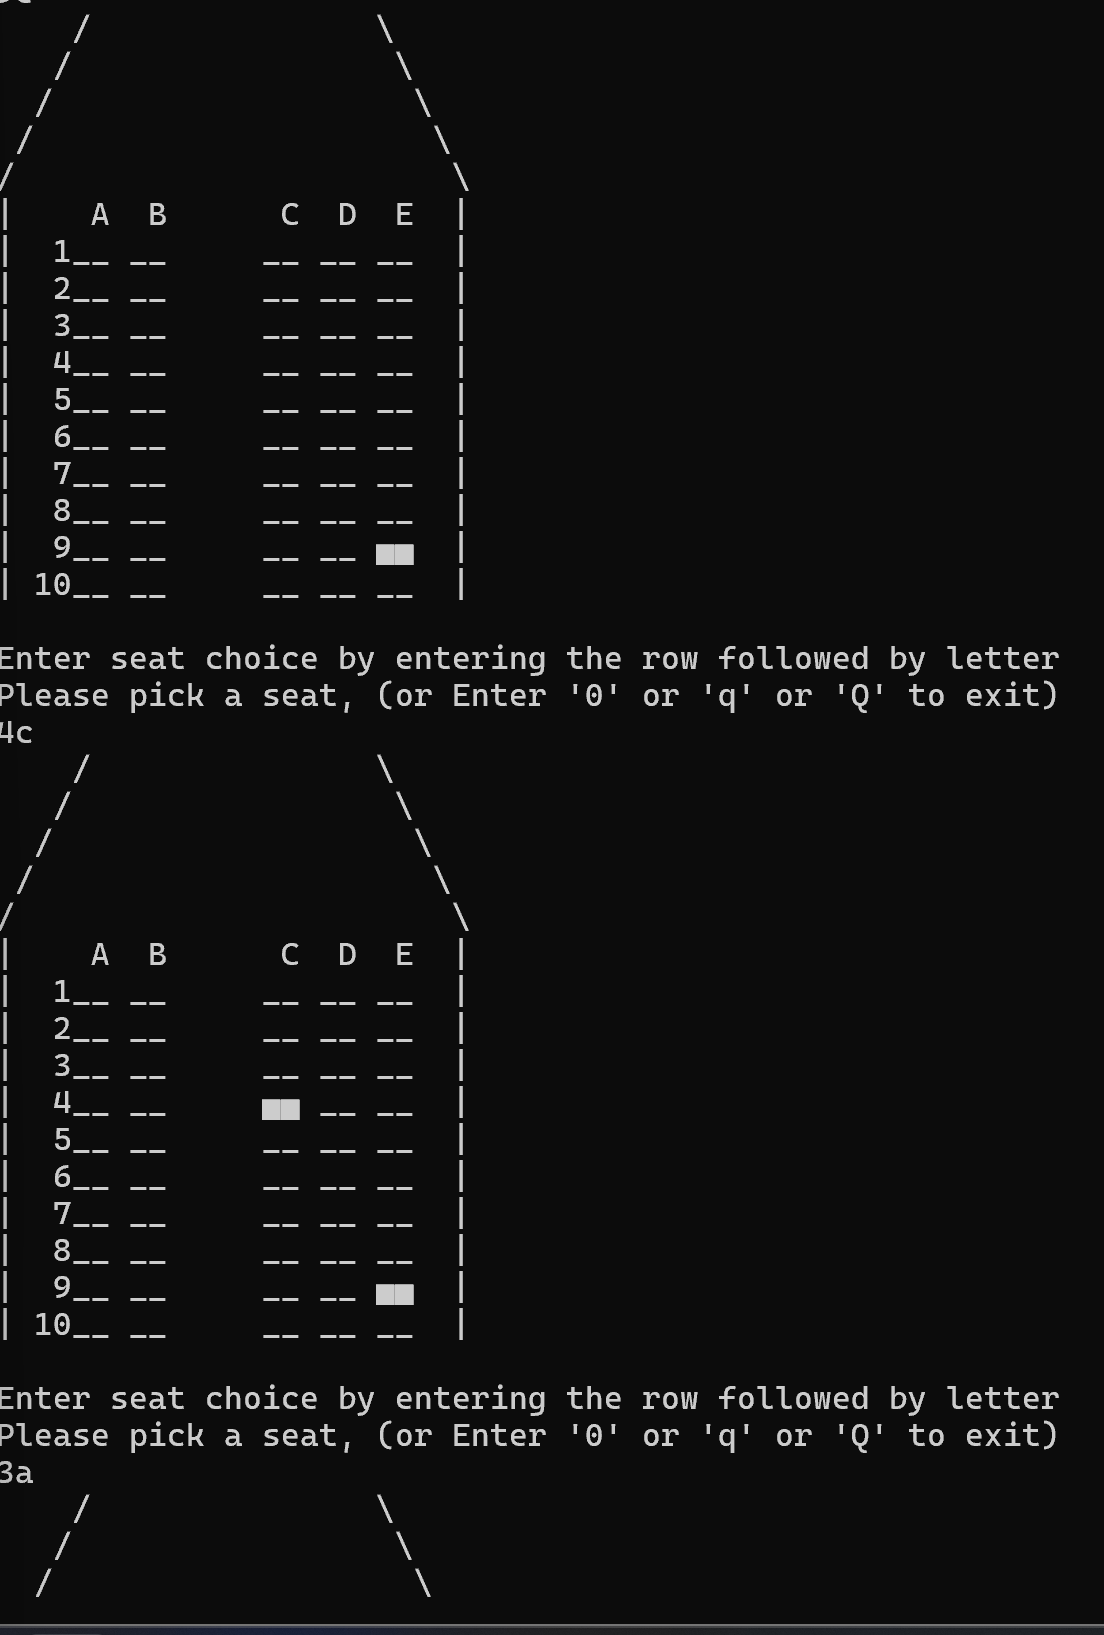 /               \
/                 \
/                   \
/                     \
/                       \
|    A  B      C  D  E  |
|  1__ __     __ __ __  |
|  2__ __     __ __ __  |
|  3__ __     __ __ __  |
|  4__ __     __ __ __  |
|  5__ __     __ __ __  |
|  6__ __     __ __ __  |
|  7__ __     __ __ __  |
|  8__ __     __ __ __  |
|  9__ __     __ __ ██  |
| 10__ __     __ __ __  |
Enter seat choice by entering the row followed by letter
Please pick a seat, (or Enter '0' or 'q' or 'Q' to exit)
4c
/               \
/                 \
/                   \
/                     \
/                       \
|    A  B      C  D  E  |
|  1__ __     __ __ __  |
|  2__ __     __ __ __  |
|  3__ __     __ __ __  |
|  4__ __     ██ __ __  |
|  5__ __     __ __ __  |
|  6__ __     __ __ __  |
|  7__ __     __ __ __  |
|  8__ __     __ __ __  |
|  9__ __     __ __ ██  |
| 10__ __     __ __ __  |
Enter seat choice by entering the row followed by letter
Please pick a seat, (or Enter '0' or 'q' or 'Q' to exit)
3a
/               \
/                 \
/                   \